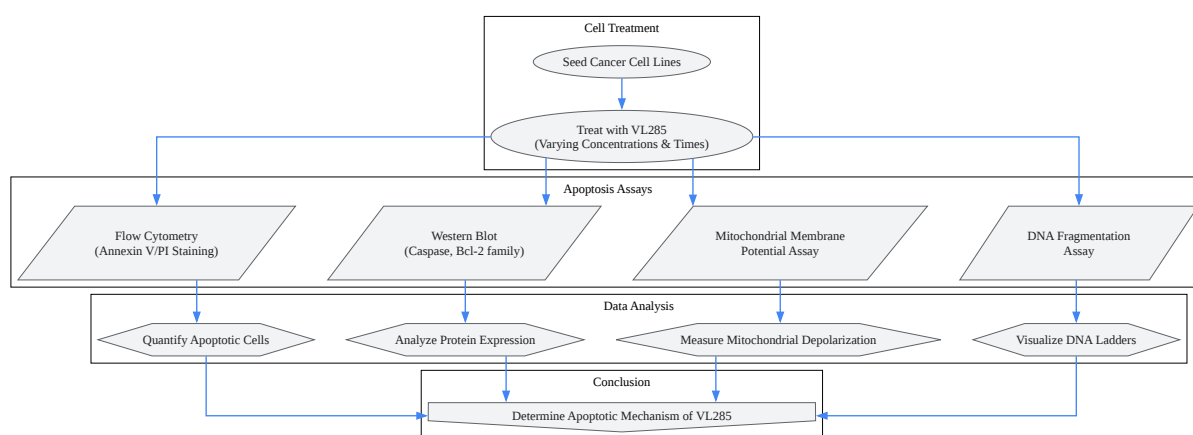 Cell Treatment
Seed Cancer Cell Lines
Treat with VL285
(Varying Concentrations & Times)
Apoptosis Assays
Flow Cytometry
(Annexin V/PI Staining)
Western Blot
(Caspase, Bcl-2 family)
Mitochondrial Membrane
Potential Assay
DNA Fragmentation
Assay
Data Analysis
Quantify Apoptotic Cells
Analyze Protein Expression
Measure Mitochondrial Depolarization
Visualize DNA Ladders
Conclusion
Determine Apoptotic Mechanism of VL285